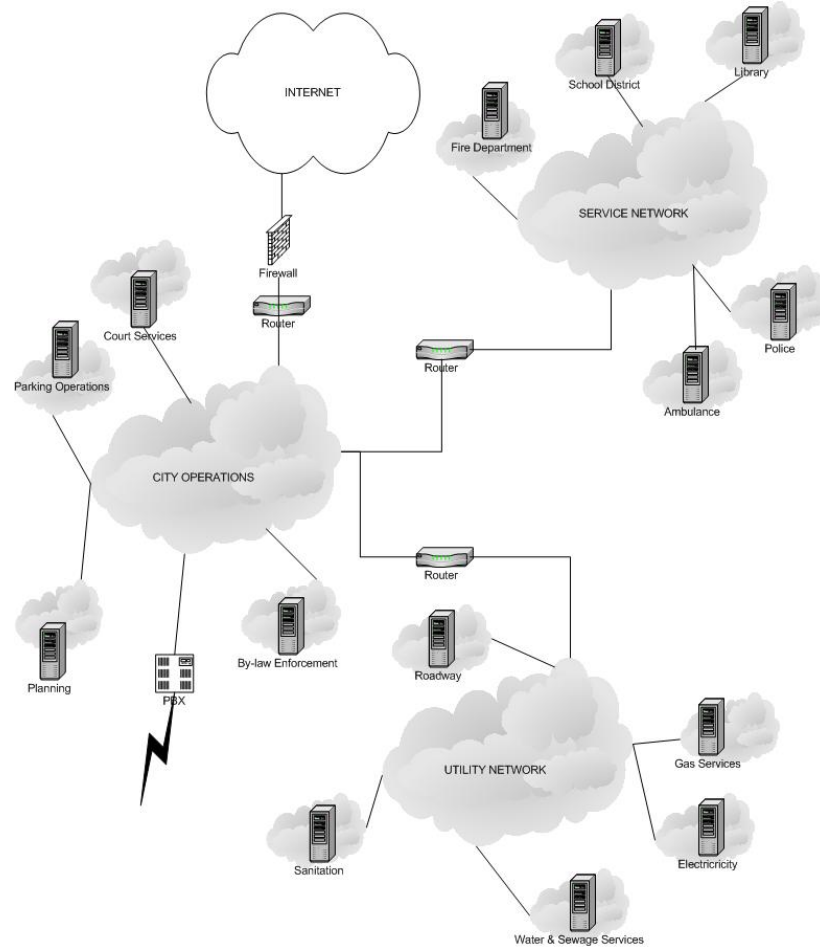 INTERNET
School District
Library
Fire Department
SERVICE NETWORK
Firewall
Court Services
Router
Police
Router
Parking Operations
Ambulance
CITY OPERATIONS
Router
Planning
By-law Enforcement
Roadway
PBX
Gas Services
UTILITY NETWORK
Sanitation
Electricricity
Water & Sewage Services